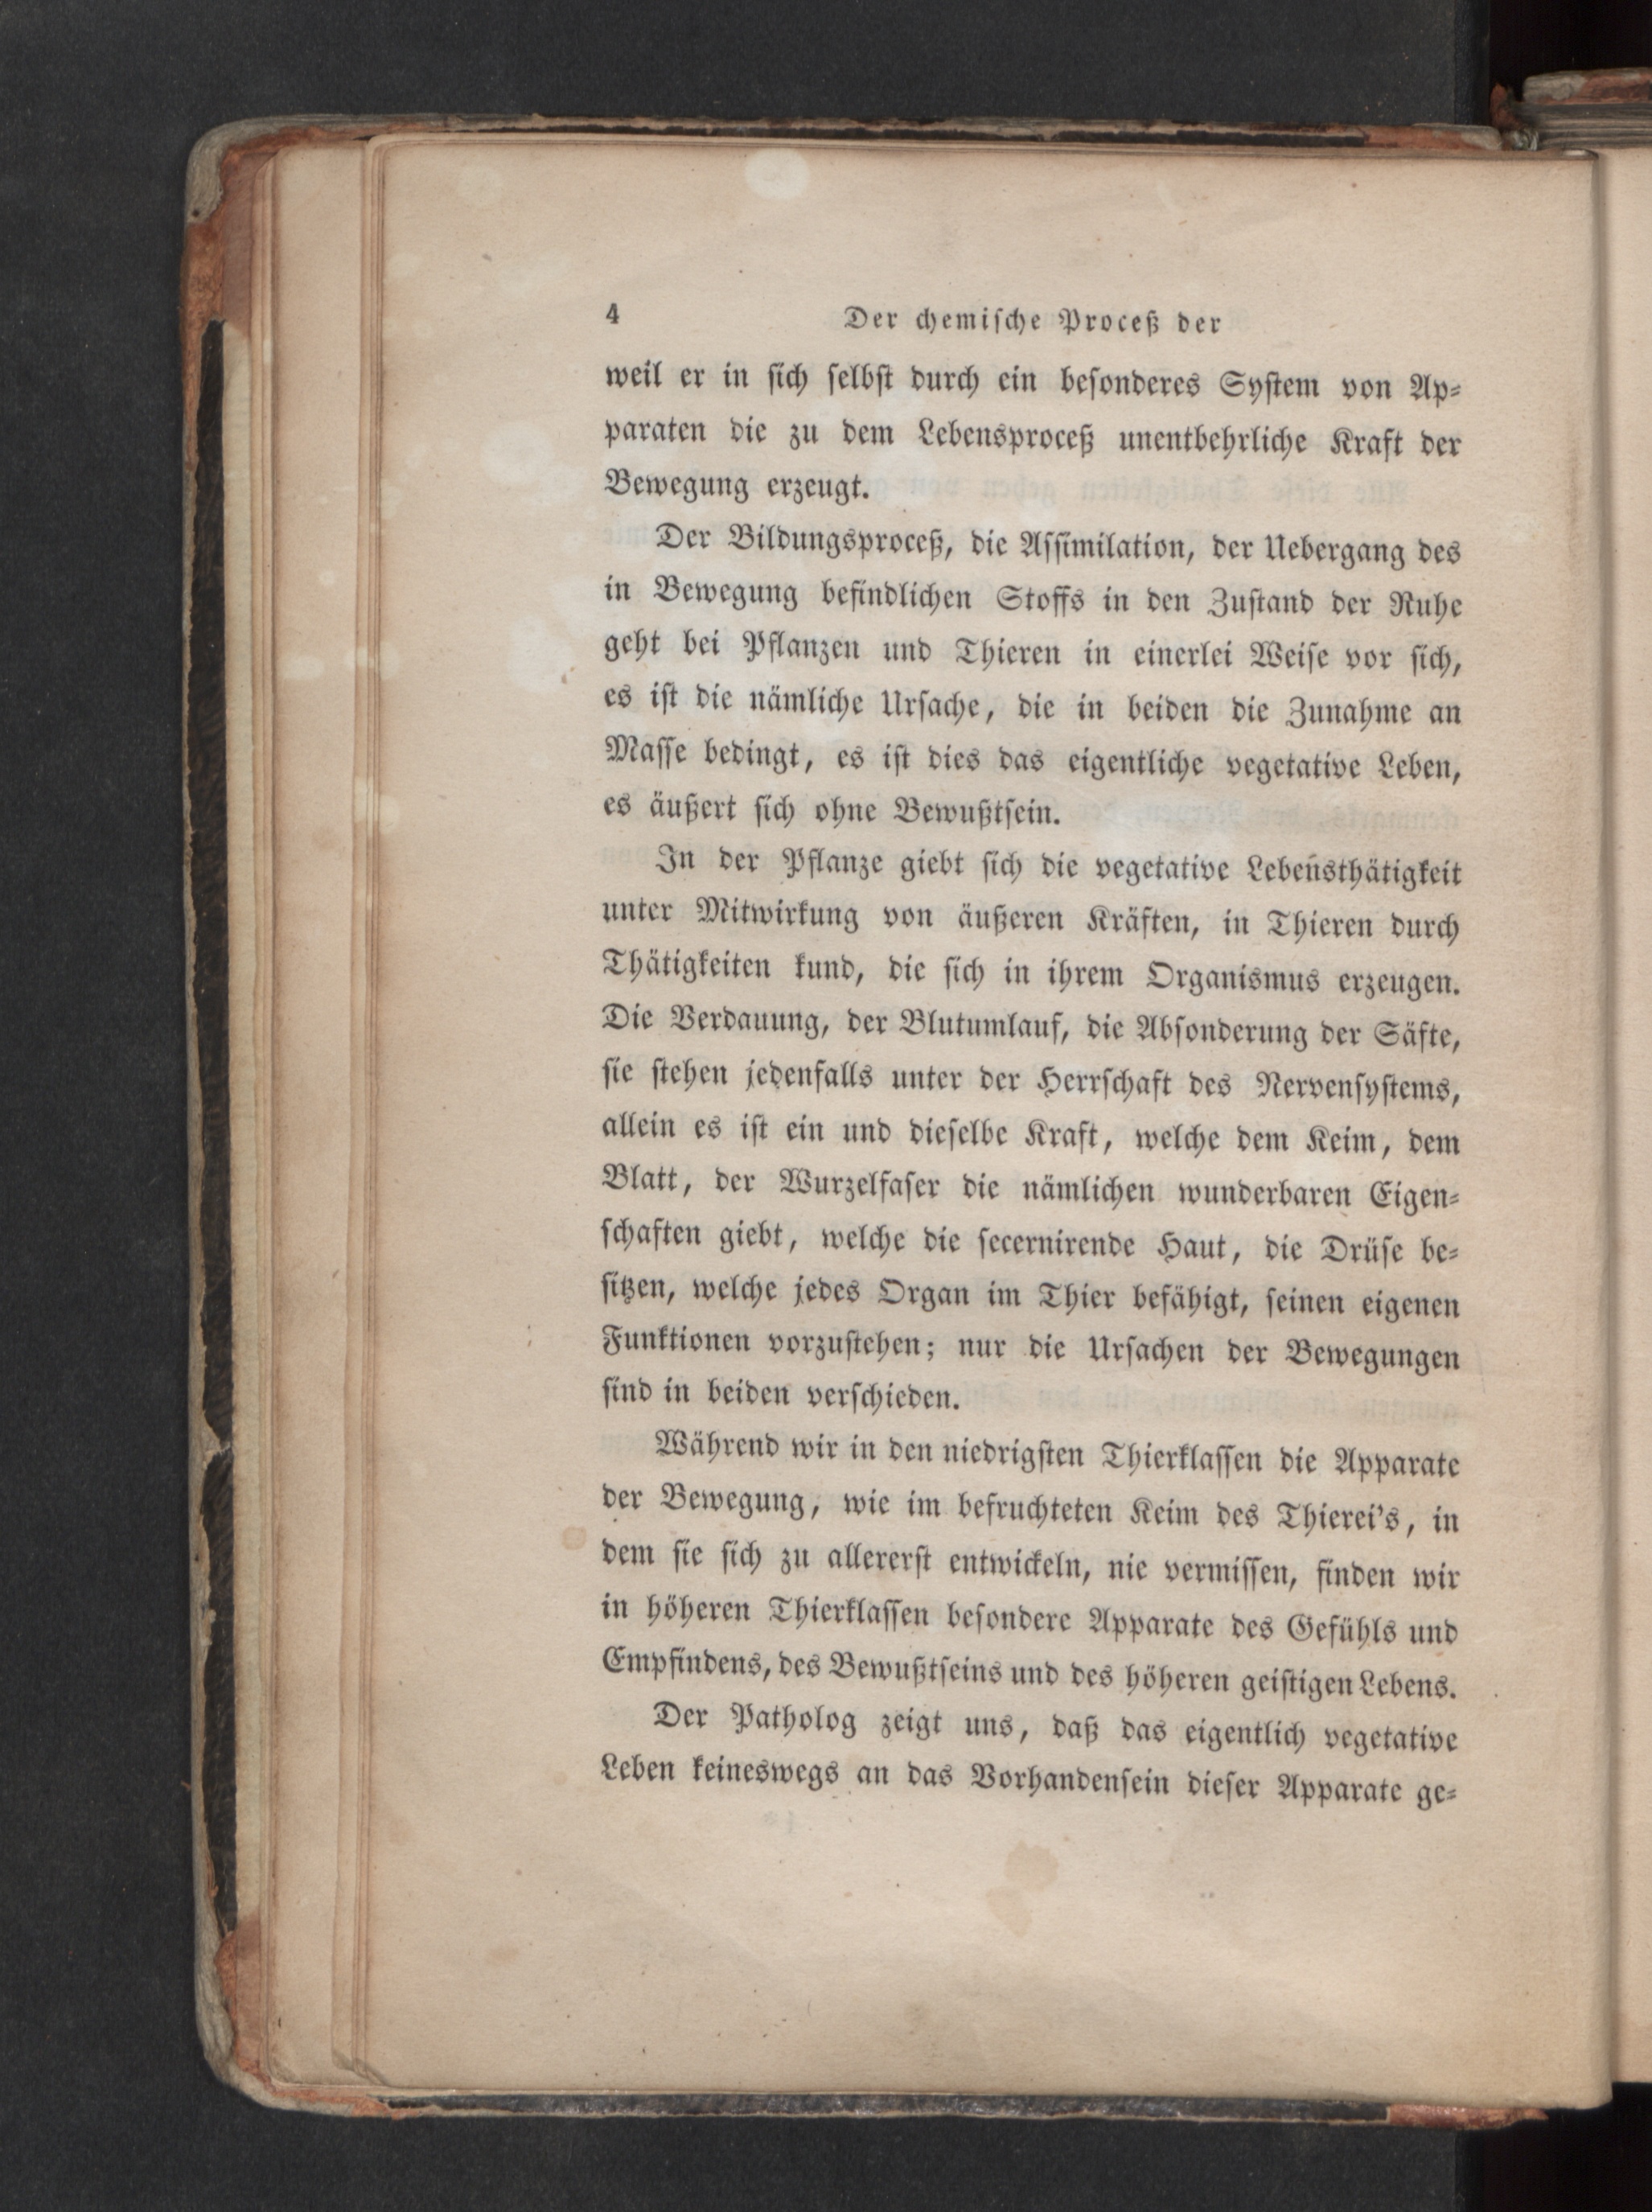 4 Der chemiſche Proceß der
weil er in ſich ſelbſt durch ein beſonderes Syſtem von Ap⸗
paraten die zu dem Lebensproceß unentbehrliche Kraft der
Bewegung erzeugt.
Der Bildungsproceß, die Aſſimilation, der Uebergang des
in Bewegung befindlichen Stoffs in den Zuſtand der Ruhe
geht bei Pflanzen und Thieren in einerlei Weiſe vor ſich,
es iſt die nämliche Urſache, die in beiden die Zunahme an
Maſſe bedingt, es iſt dies das eigentliche vegetative Leben,
es äußert ſich ohne Bewußtſein.
In der Pflanze giebt ſich die vegetative Lebensthätigkeit
unter Mitwirkung von äußeren Kräften, in Thieren durch
Thätigkeiten kund, die ſich in ihrem Organismus erzeugen.
Die Verdauung, der Blutumlauf, die Abſonderung der Säfte,
ſie ſtehen jedenfalls unter der Herrſchaft des Nervenſyſtems,
allein es iſt ein und dieſelbe Kraft, welche dem Keim, dem
Blatt, der Wurzelfaſer die nämlichen wunderbaren Eigen⸗
ſchaften giebt, welche die ſecernirende Haut, die Drüſe be⸗
ſitzen, welche jedes Organ im Thier befähigt, ſeinen eigenen
Funktionen vorzuſtehen; nur die Urſachen der Bewegungen
ſind in beiden verſchieden.
Während wir in den niedrigſten Thierklaſſen die Apparate
der Bewegung, wie im befruchteten Keim des Thierei's, in
dem ſie ſich zu allererſt entwickeln, nie vermiſſen, finden wir
in höheren Thierklaſſen beſondere Apparate des Gefühls und
Empfindens, des Bewußtſeins und des höheren geiſtigen Lebens.
Der Patholog zeigt uns, daß das eigentlich vegetative
Leben keineswegs an das Vorhandenſein dieſer Apparate ge⸗